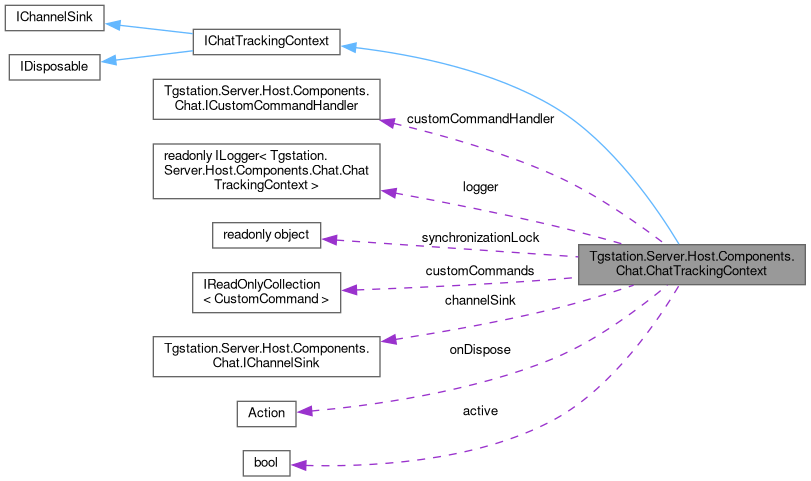 IChannelSink
IChatTrackingContext
IDisposable
Tgstation.Server.Host.Components.
Chat.ICustomCommandHandler
customCommandHandler
readonly ILogger< Tgstation.
Server.Host.Components.Chat.Chat
TrackingContext >
logger
readonly object
synchronizationLock
Tgstation.Server.Host.Components.
Chat.ChatTrackingContext
IReadOnlyCollection
< CustomCommand >
customCommands
channelSink
Tgstation.Server.Host.Components.
Chat.IChannelSink
onDispose
Action
active
bool